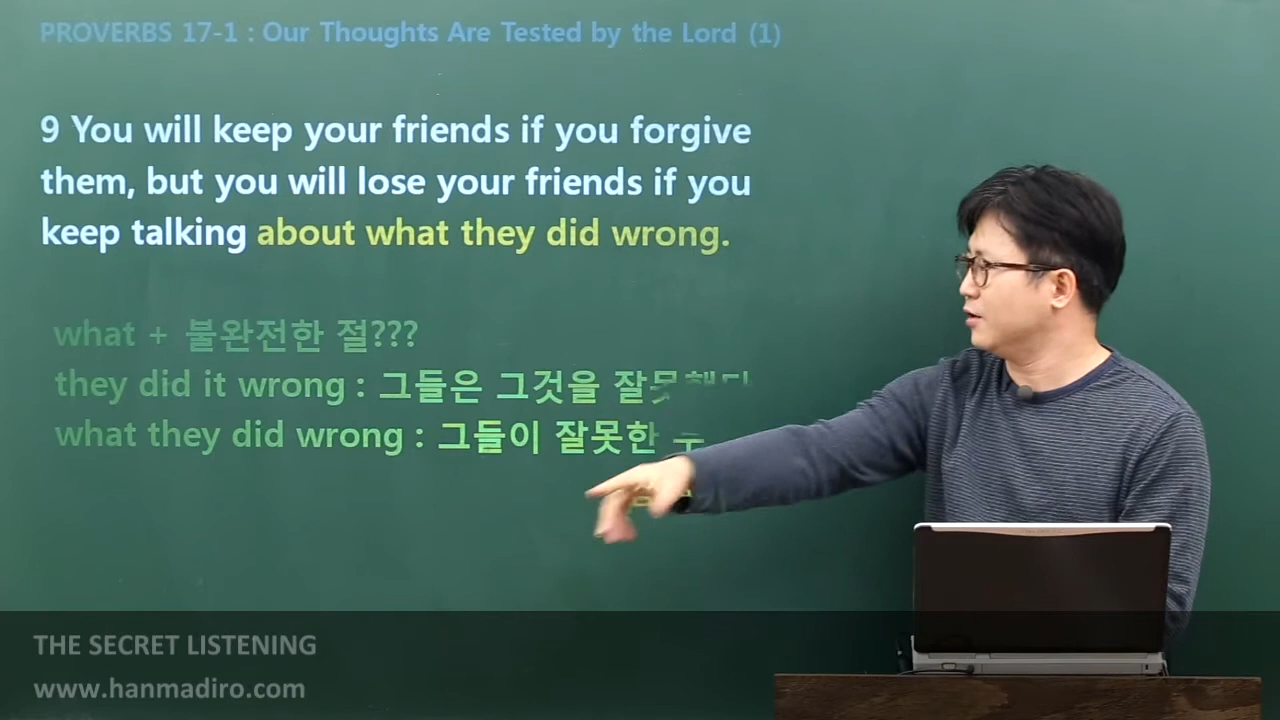 PROVERBS 17-1 : Our Thoughts Are Tested by the Lord (1)
9 You will keep your friends if you forgive
them, but you will lose your friends if you
keep talking about what they did wrong.
what + 불완전한 절???
they did it wrong : 그들은 그것을
what they did wrong : 그들이 잘못한
THE SECRET LISTENING
www.hanmadiro.com